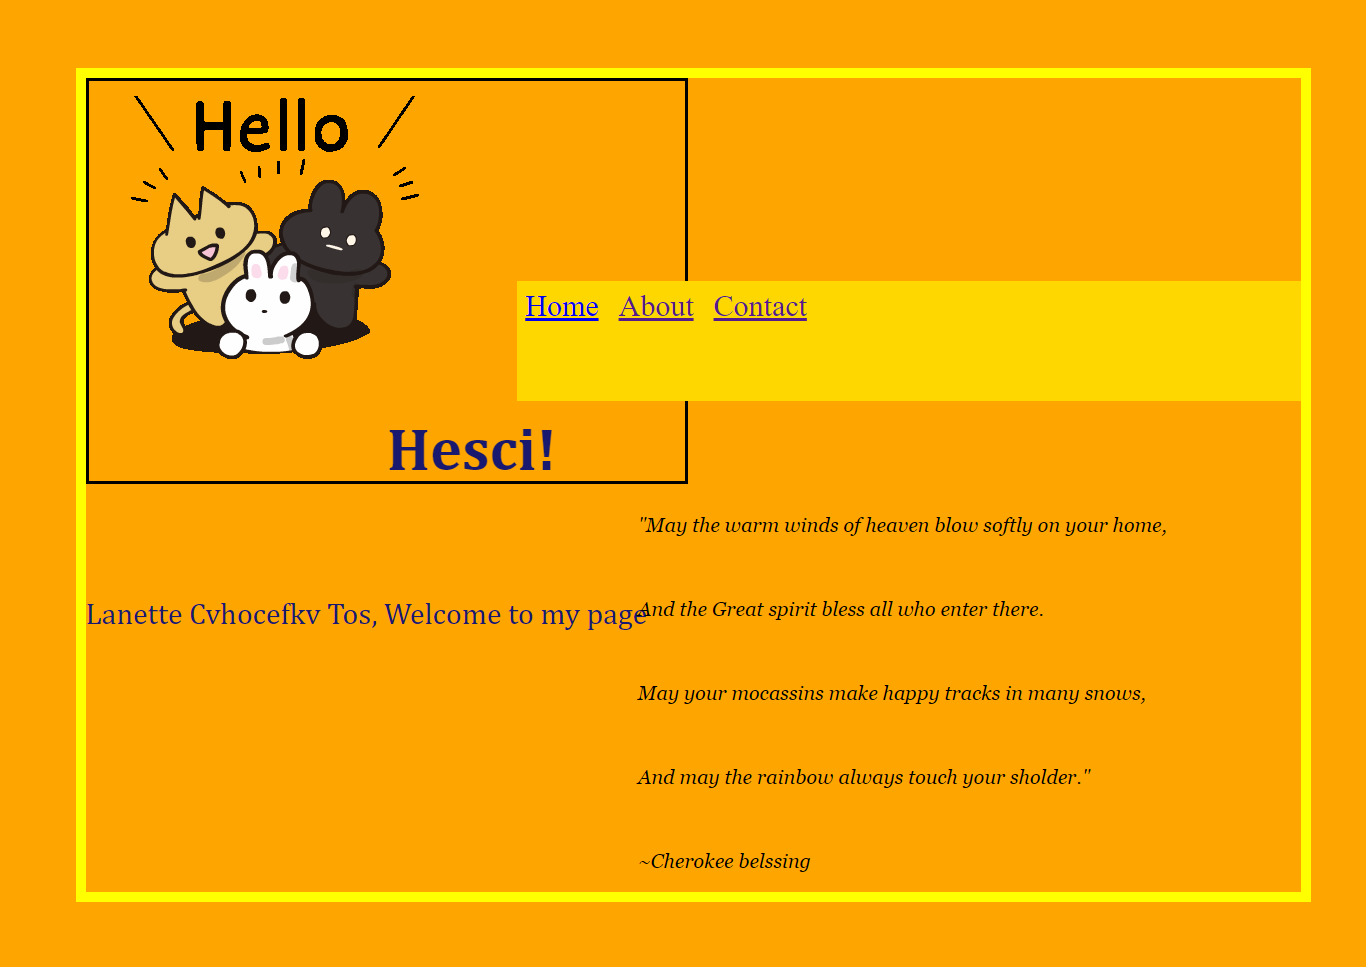 Hello
Home About Contact
Hesci!
"May the warm winds of heaven blow softly on your home,
Lanette Cvhocefkv Tos, Welcome to my page
And the Great spirit bless all who enter there.
May your mocassins make happy tracks in many snows,
And may the rainbow always touch your sholder."
~Cherokee belssing